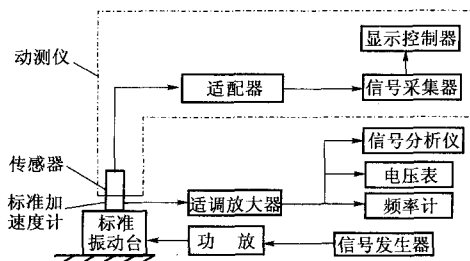 显示控制器
动测仪
适配器
信号采集器
信号分析仪
传感器
电压表
标准加
速度计
适调放大器
频率计
标准
振动台
功 放
信号发生器